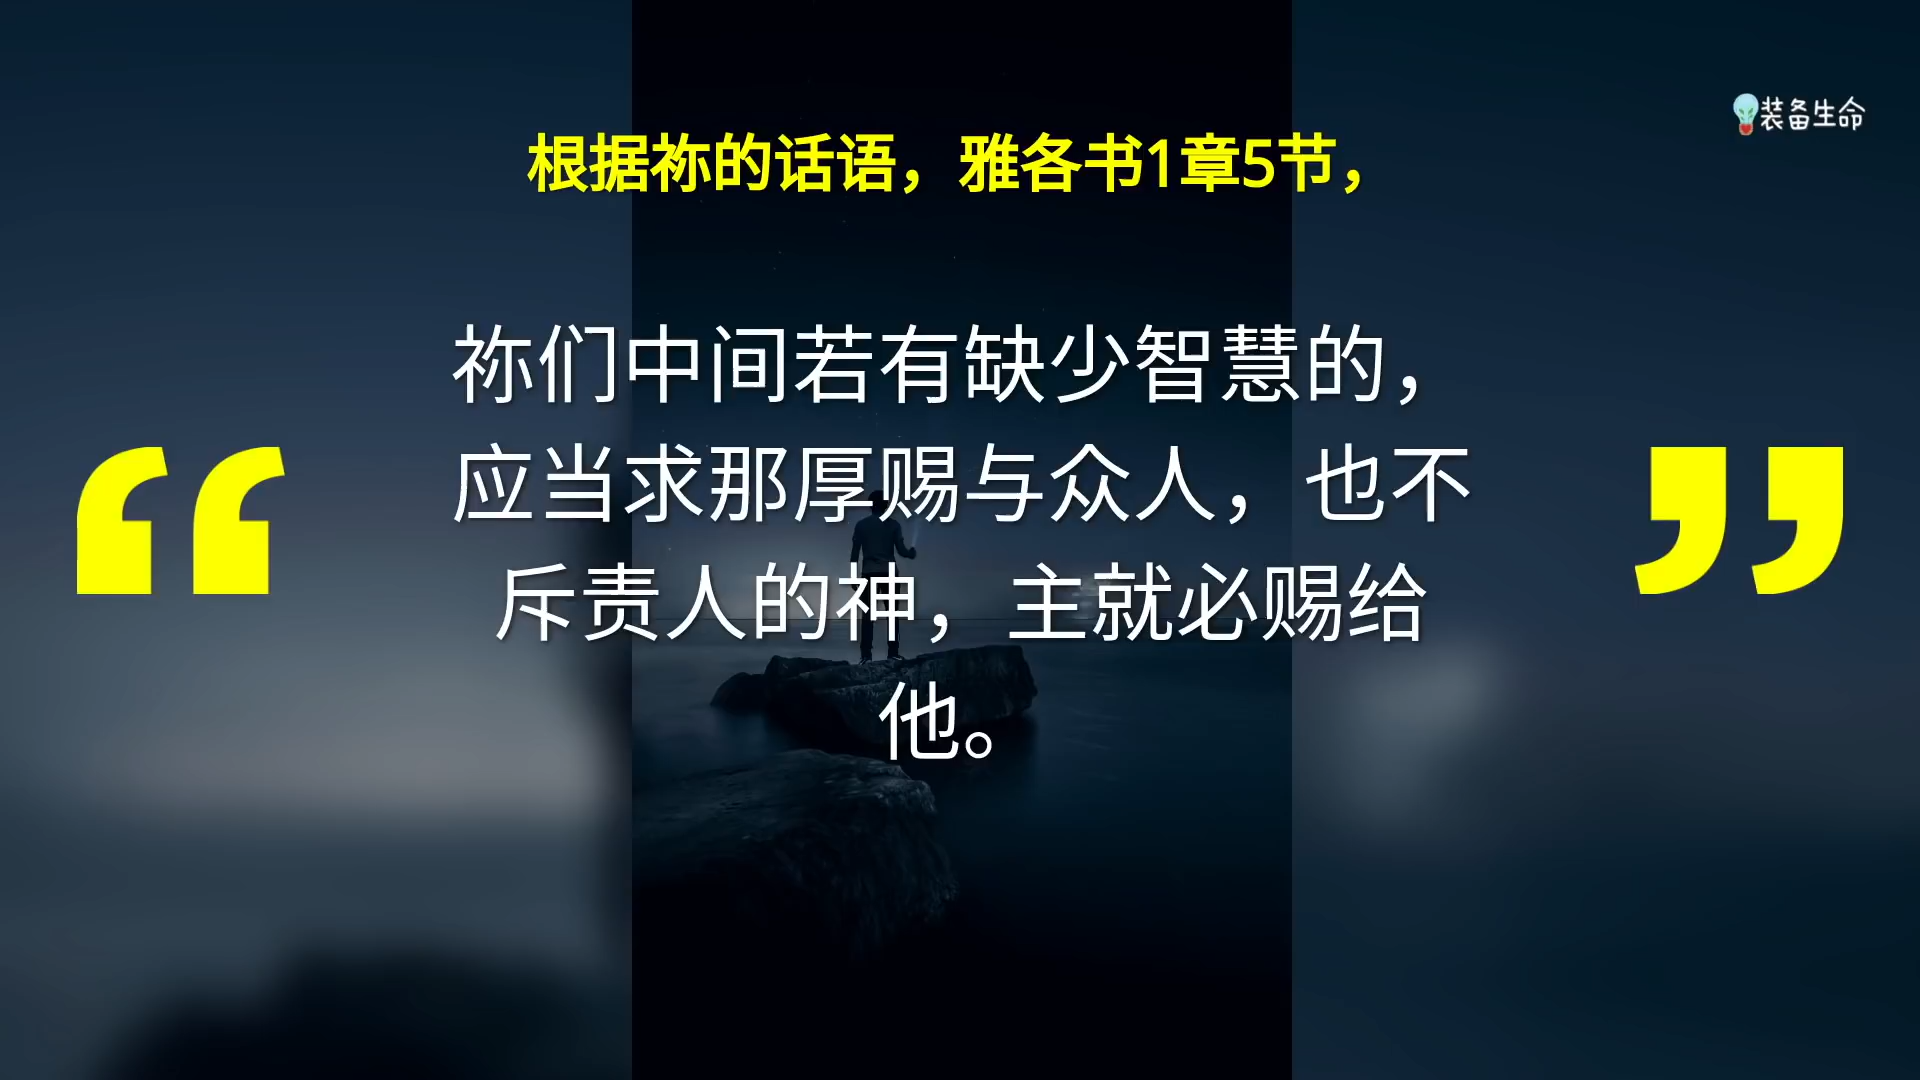 装备生命
根据祢的话语，雅各书1章5节，
祢们中间若有缺少智慧的，
应当求那厚赐与众人，也不
斥责人的神，主就必赐给
他。